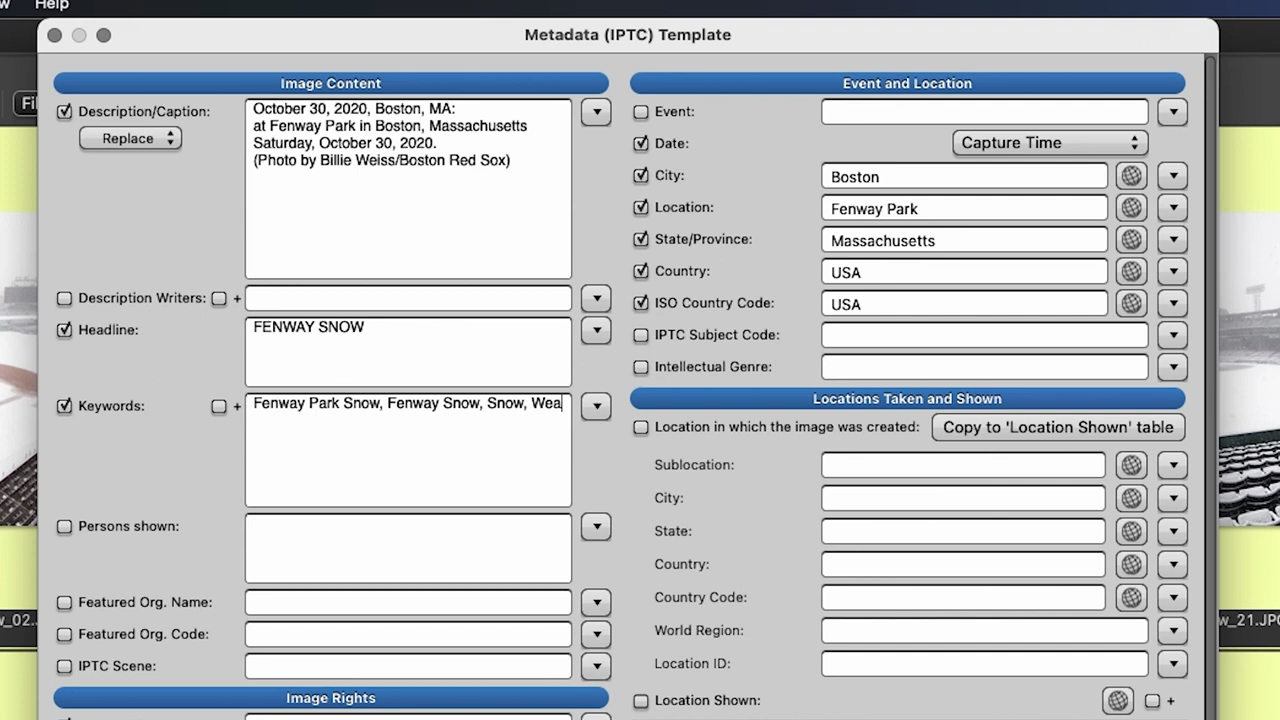 Help
Metadata (IPTC) Template
Image Content
Description/Caption:
Replace
October 30, 2020, Boston, MA:
at Fenway Park in Boston, Massachusetts
Saturday, October 30, 2020.
(Photo by Billie Weiss/Boston Red Sox)
Description Writers: +
Headline:
FENWAY SNOW
Keywords: +
Fenway Park Snow, Fenway Snow, Snow, Wea
Persons shown:
Featured Org. Name:
Featured Org. Code:
IPTC Scene:
Image Rights
Event and Location
Event:
Date: Capture Time
City: Boston
Location: Fenway Park
State/Province: Massachusetts
Country: USA
ISO Country Code: USA
IPTC Subject Code:
Intellectual Genre:
Locations Taken and Shown
Location in which the image was created: Copy to 'Location Shown' table
Sublocation:
City:
State:
Country:
Country Code:
World Region:
Location ID:
Location Shown: +